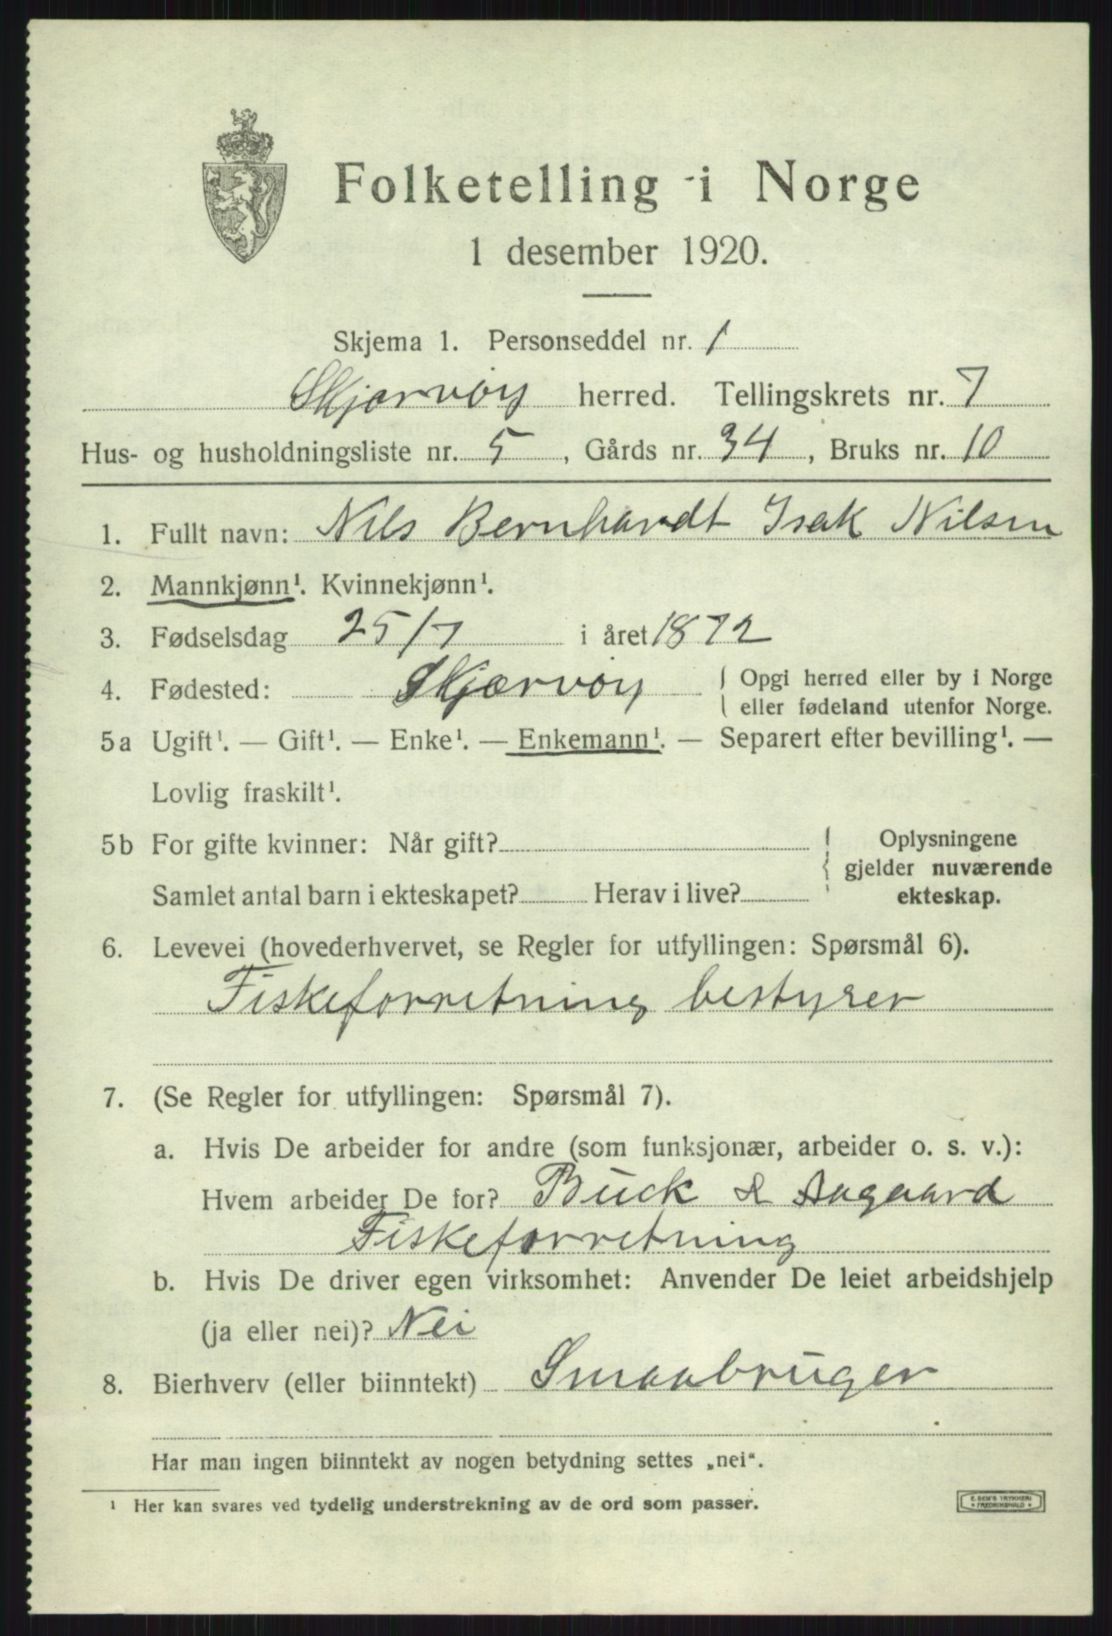 Folketelling i Norge
1 desember 1920.
Skjema 1. Personseddel nr. 1
Skjærvøy herred. Tellingskrets nr. 7
Hus- og husholdningsliste nr. 5, Gårds nr. 34, Bruks nr. 10
1. Fullt navn: Nils Bernhardt Isak Nilsen
2. Mannkjønn¹. Kvinnekjønn¹.
3. Fødselsdag 25/7 i året 1872
4. Fødested: Skjærvøy { Opgi herred eller by i Norge
eller fødeland utenfor Norge.
5a Ugift¹. — Gift¹. — Enke¹. — Enkemann¹. — Separert efter bevilling¹. —
Lovlig fraskilt¹.
5b For gifte kvinner: Når gift? { Oplysningene
gjelder nuværende
Samlet antal barn i ekteskapet? Herav i live? ekteskap.
6. Levevei (hovederhvervet, se Regler for utfyllingen: Spørsmål 6).
Fiskeforretning bestyrer
7. (Se Regler for utfyllingen: Spørsmål 7).
a. Hvis De arbeider for andre (som funksjonær, arbeider o. s. v.):
Hvem arbeider De for? Buck & Aagaard
Fiskeforretning
b. Hvis De driver egen virksomhet: Anvender De leiet arbeidshjelp
(ja eller nei)? Nei
8. Bierhverv (eller biinntekt) Smaabruger
Har man ingen biinntekt av nogen betydning settes „nei“.
¹ Her kan svares ved tydelig understrekning av de ord som passer.
E. SEM'S TRYKKERI
• FREDRIKSHALD •